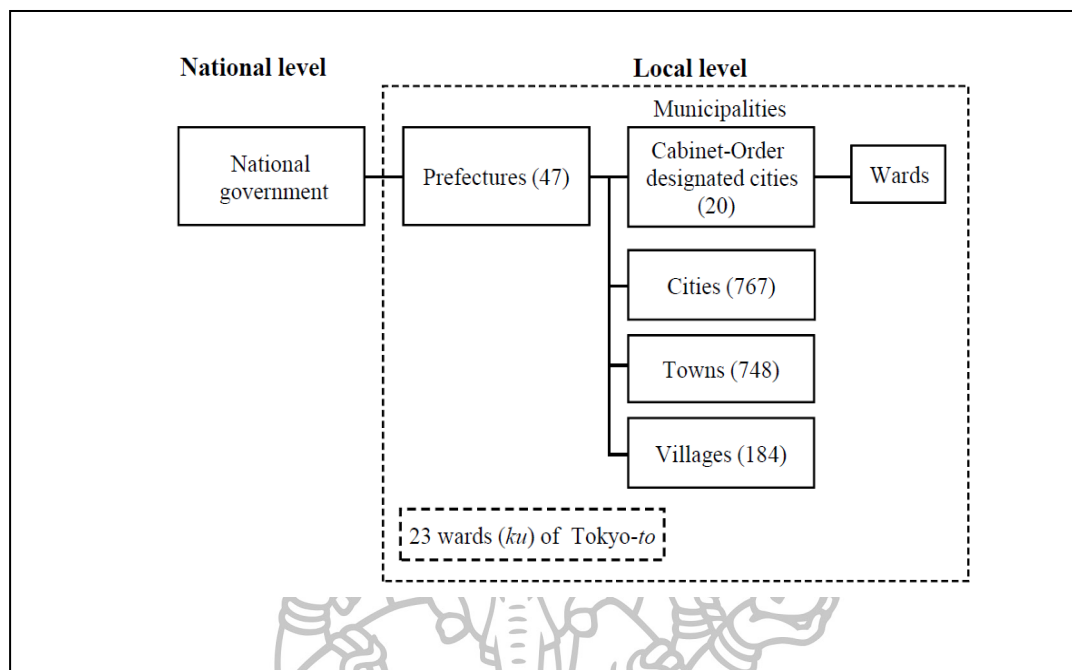 National level
Local level
Municipalities
National
government
Prefectures (47)
Cabinet-Order
designated cities
(20)
Wards
Cities (767)
Towns (748)
Villages (184)
23 wards (ku) of Tokyo-to